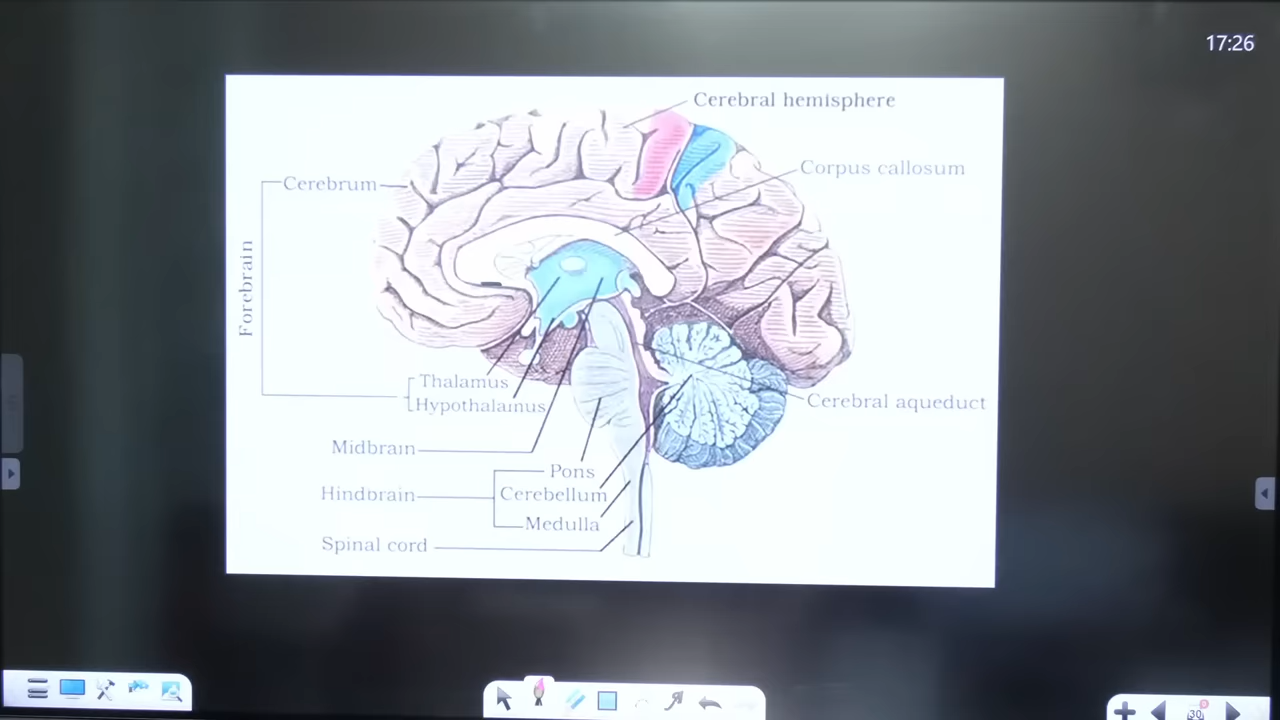 17:26
Cerebral hemisphere
Corpus callosum
Cerebrum
Forebrain
Thalamus
Hypothalamus
Cerebral aqueduct
Midbrain
Pons
Hindbrain
Cerebellum
Medulla
Spinal cord
30